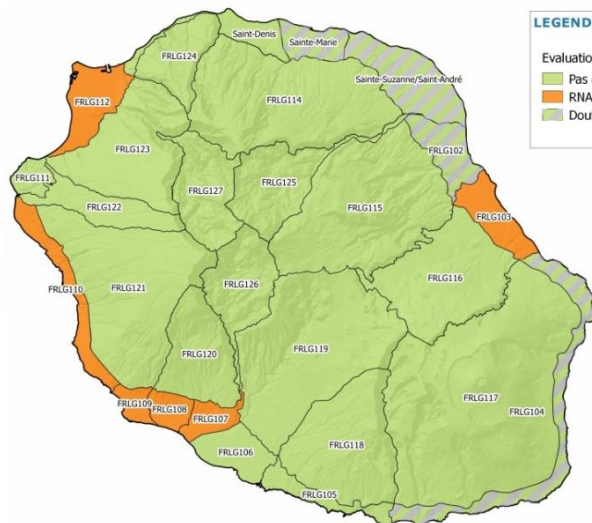 LEGEND
Evaluation
Pas
RNA
Dout
Saint-Denis
Sainte-Marie
FRLG124
Sainte-Suzanne/Saint-André
FRLG112
FRLG114
FRLG123
FRLG102
FRLG111
FRLG127
FRLG125
FRLG122
FRLG115
FRLG103
FRLG110
FRLG121
FRLG126
FRLG116
FRLG119
FRLG120
FRLG117
FRLG104
FRLG109
FRLG108
FRLG107
FRLG106
FRLG118
FRLG105